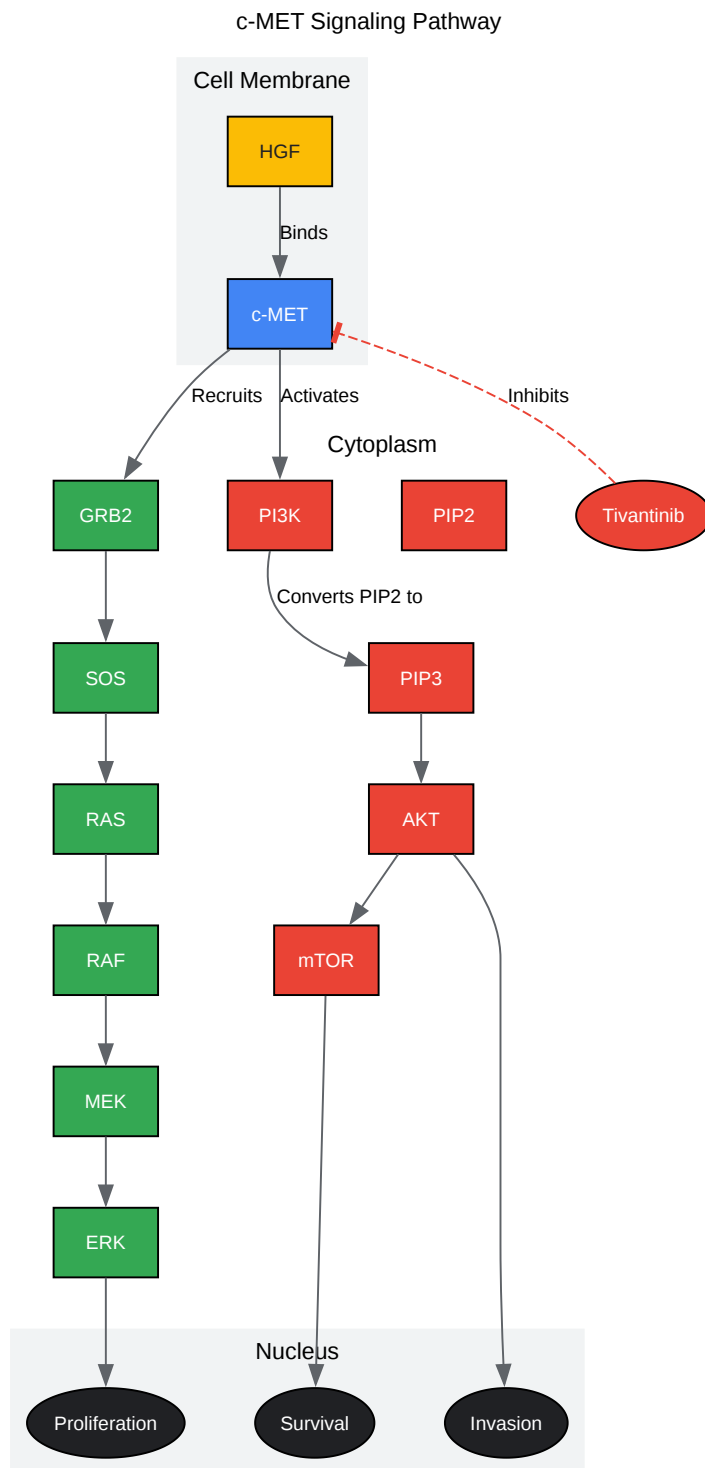 c-MET Signaling Pathway
Cell Membrane
HGF
Binds
c-MET
Recruits
Activates
Inhibits
Cytoplasm
GRB2
PI3K
PIP2
Tivantinib
Converts PIP2 to
SOS
PIP3
RAS
AKT
RAF
mTOR
MEK
ERK
Nucleus
Proliferation
Survival
Invasion